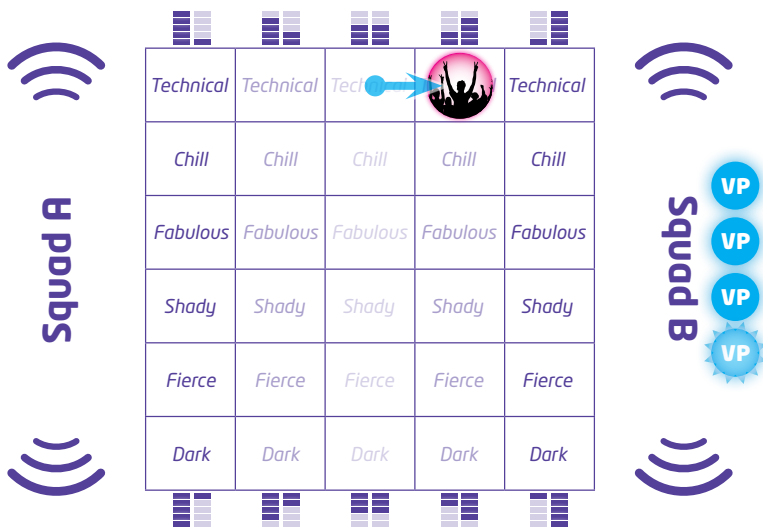 Squad A
Technical Technical Technical Technical
Chill Chill Chill Chill Chill
Fabulous Fabulous Fabulous Fabulous Fabulous
Shady Shady Shady Shady Shady
Fierce Fierce Fierce Fierce Fierce
Dark Dark Dark Dark Dark
Squad B
VP
VP
VP
VP